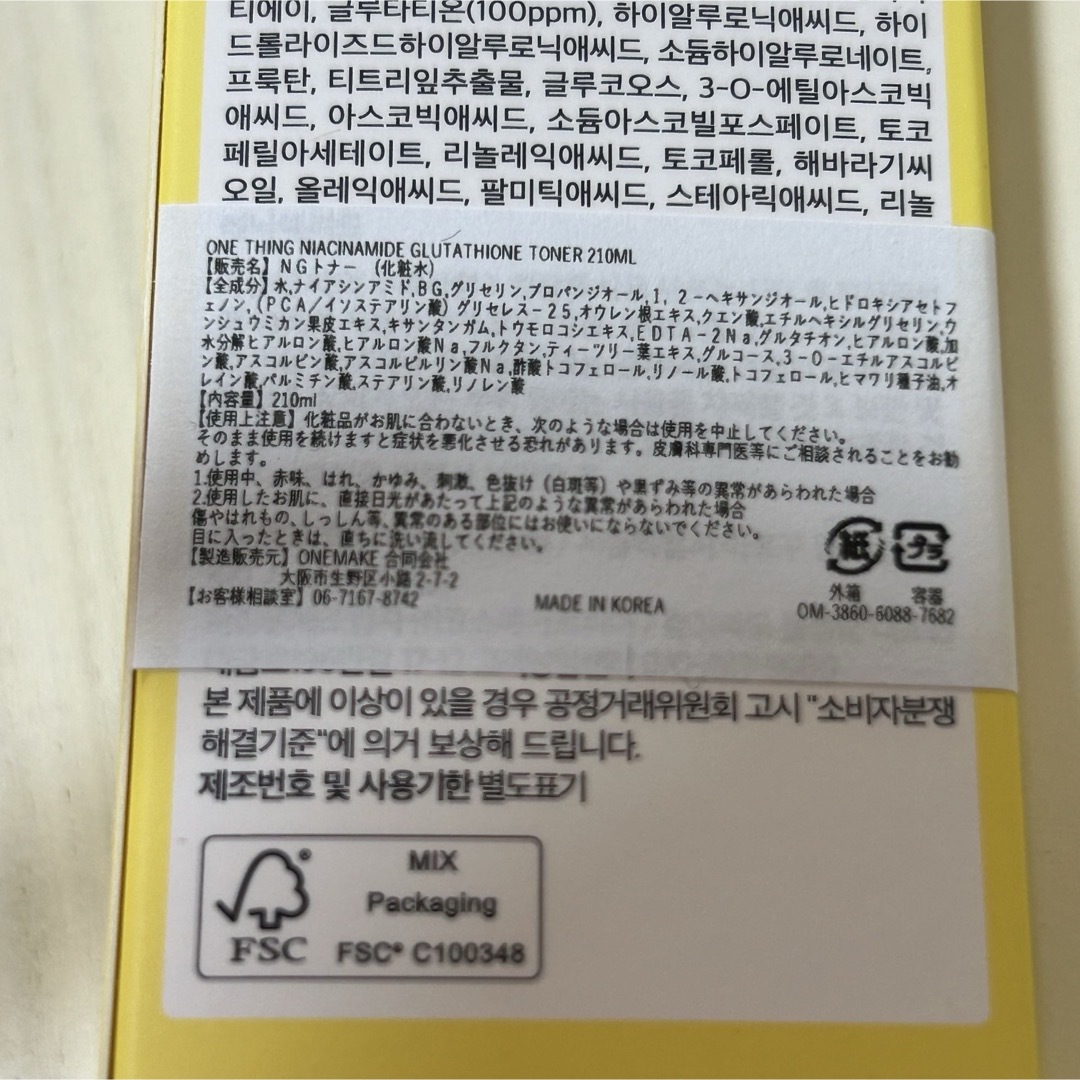 티에이, 글루타티온(100ppm), 하이알루로닉애씨드, 하이
드롤라이즈드하이알루로닉애씨드, 소듐하이알루로네이트,
프룩탄, 티트리잎추출물, 글루코오스, 3-O-에틸아스코빅
애씨드, 아스코빅애씨드, 소듐아스코빌포스페이트, 토코
페릴아세테이트, 리놀레익애씨드, 토코페롤, 해바라기씨
오일, 올레익애씨드, 팔미틱애씨드, 스테아릭애씨드, 리놀
ONE THING NIACINAMIDE GLUTATHIONE TONER 210ML
【販売名】NGトナー (化粧水)
【全成分】水,ナイアシンアミド,BG,グリセリン,プロパンジオール,1,2-ヘキサンジオール,ヒドロキシアセトフ
ェノン,(PCA/イソステアリン酸)グリセレス-25,オウレン根エキス,クエン酸,エチルヘキシルグリセリン,ウ
ンシュウミカン果皮エキス,キサンタンガム,トウモロコシエキス,EDTA-2Na,グルタチオン,ヒアルロン酸,加
水分解ヒアルロン酸,ヒアルロン酸Na,フルクタン,ティーツリー葉エキス,グルコース,3-O-エチルアスコルビ
ン酸,アスコルビン酸,アスコルビルリン酸Na,酢酸トコフェロール,リノール酸,トコフェロール,ヒマワリ種子油,オ
レイン酸,パルミチン酸,ステアリン酸,リノレン酸
【内容量】210ml
【使用上注意】化粧品がお肌に合わないとき、次のような場合は使用を中止してください。
そのまま使用を続けますと症状を悪化させる恐れがあります。皮膚科専門医等にご相談されることをお勧
めします。
1.使用中、赤味、はれ、かゆみ、刺激、色抜け(白斑等)や黒ずみ等の異常があらわれた場合
2.使用したお肌に、直接日光があたって上記のような異常があらわれた場合
傷やはれもの、しっしん等、異常のある部位にはお使いにならないでください。
目に入ったときは、直ちに洗い流してください。
【製造販売元】ONEMAKE 合同会社
大阪市生野区小路2-7-2
【お客様相談室】06-7167-8742
MADE IN KOREA
紙 プラ
外箱 容器
OM-3860-6088-7682
본 제품에 이상이 있을 경우 공정거래위원회 고시 "소비자분쟁
해결기준"에 의거 보상해 드립니다.
제조번호 및 사용기한 별도표기
MIX
Packaging
FSC® C100348
FSC